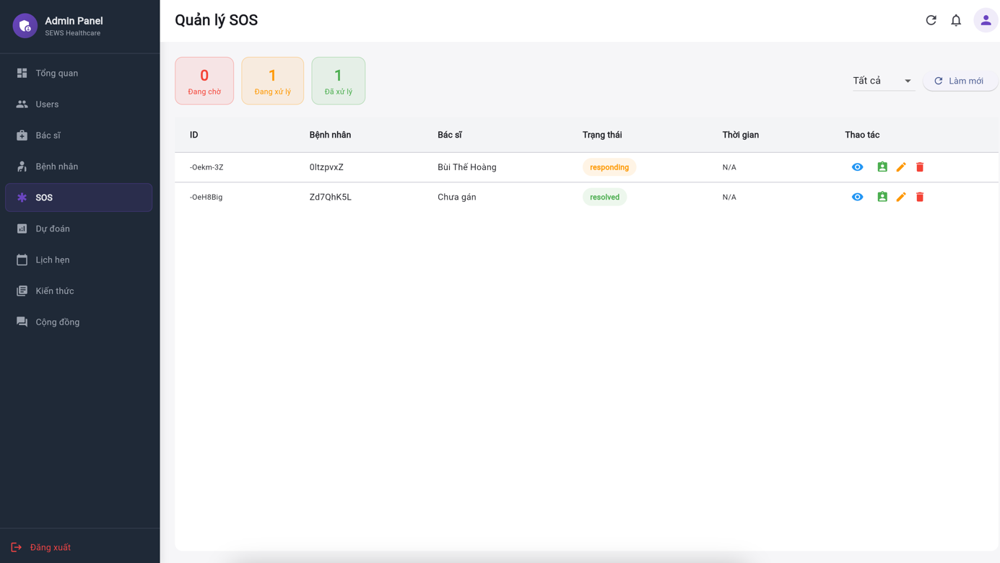 Admin Panel
SEWS Healthcare
Tổng quan
Users
Bác sĩ
Bệnh nhân
SOS
Dự đoán
Lịch hẹn
Kiến thức
Cộng đồng
Đăng xuất
Quản lý SOS
0 1 1
Đang chờ Đang xử lý Đã xử lý
Tất cả Làm mới
ID Bệnh nhân Bác sĩ Trạng thái Thời gian Thao tác
-Oekm-3Z 0ltzpvxZ Bùi Thế Hoàng responding N/A
-OeH8Big Zd7QhK5L Chưa gán resolved N/A